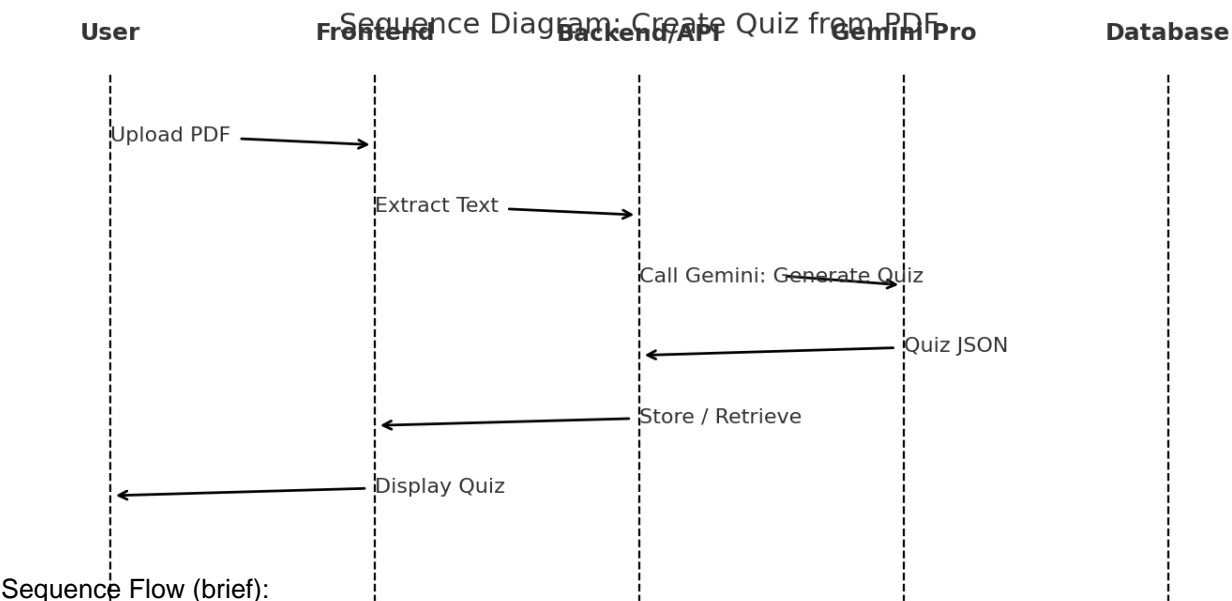 Sequence Diagram: Create Quiz from PDF
User Frontend Backend/API Gemini Pro Database
Upload PDF
Extract Text
Call Gemini: Generate Quiz
Quiz JSON
Store / Retrieve
Display Quiz
Sequence Flow (brief):